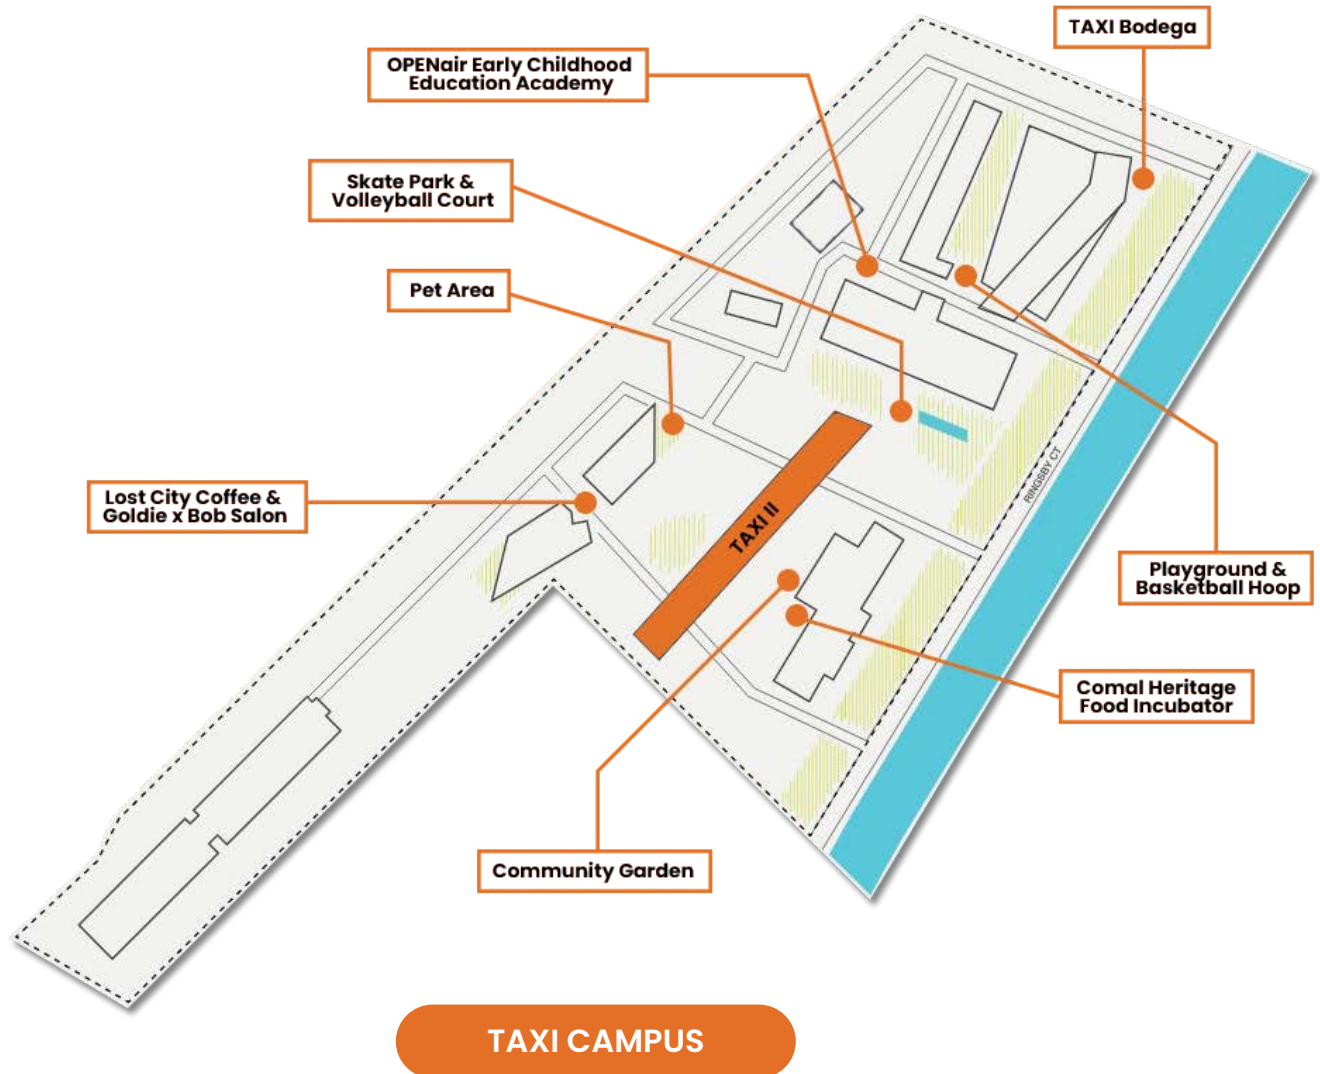 TAXI Bodega
OPENair Early Childhood
Education Academy
Skate Park &
Volleyball Court
Pet Area
Lost City Coffee &
Goldie x Bob Salon
TAXI II
RINGSBY CT
Playground &
Basketball Hoop
Comal Heritage
Food Incubator
Community Garden
TAXI CAMPUS